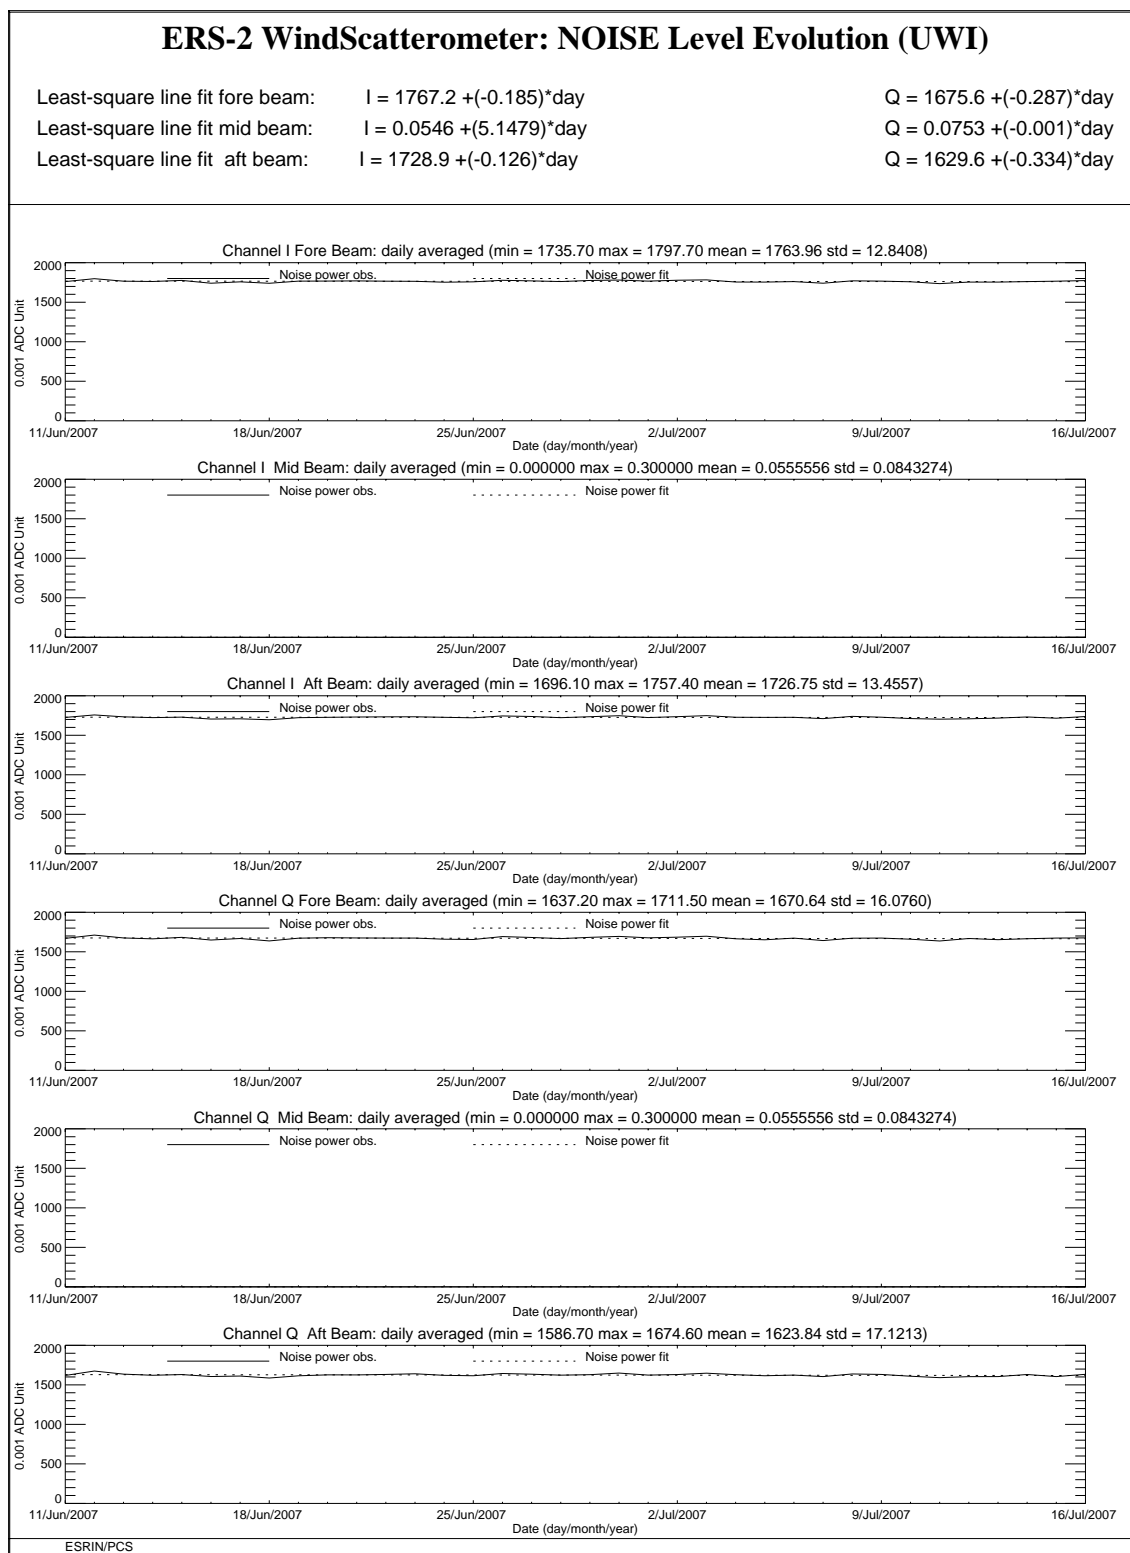 ERS-2 WindScatterometer: NOISE Level Evolution (UWI)
Least-square line fit fore beam: I = 1767.2 +(-0.185)*day Q = 1675.6 +(-0.287)*day
Least-square line fit mid beam: I = 0.0546 +(5.1479)*day Q = 0.0753 +(-0.001)*day
Least-square line fit aft beam: I = 1728.9 +(-0.126)*day Q = 1629.6 +(-0.334)*day
Channel I Fore Beam: daily averaged (min = 1735.70 max = 1797.70 mean = 1763.96 std = 12.8408)
Noise power obs. Noise power fit
2000
1500
1000
500
0
0.001 ADC Unit
11/Jun/2007 18/Jun/2007 25/Jun/2007 2/Jul/2007 9/Jul/2007 16/Jul/2007
Date (day/month/year)
Channel I Mid Beam: daily averaged (min = 0.000000 max = 0.300000 mean = 0.0555556 std = 0.0843274)
Noise power obs. Noise power fit
2000
1500
1000
500
0
0.001 ADC Unit
11/Jun/2007 18/Jun/2007 25/Jun/2007 2/Jul/2007 9/Jul/2007 16/Jul/2007
Date (day/month/year)
Channel I Aft Beam: daily averaged (min = 1696.10 max = 1757.40 mean = 1726.75 std = 13.4557)
Noise power obs. Noise power fit
2000
1500
1000
500
0
0.001 ADC Unit
11/Jun/2007 18/Jun/2007 25/Jun/2007 2/Jul/2007 9/Jul/2007 16/Jul/2007
Date (day/month/year)
Channel Q Fore Beam: daily averaged (min = 1637.20 max = 1711.50 mean = 1670.64 std = 16.0760)
Noise power obs. Noise power fit
2000
1500
1000
500
0
0.001 ADC Unit
11/Jun/2007 18/Jun/2007 25/Jun/2007 2/Jul/2007 9/Jul/2007 16/Jul/2007
Date (day/month/year)
Channel Q Mid Beam: daily averaged (min = 0.000000 max = 0.300000 mean = 0.0555556 std = 0.0843274)
Noise power obs. Noise power fit
2000
1500
1000
500
0
0.001 ADC Unit
11/Jun/2007 18/Jun/2007 25/Jun/2007 2/Jul/2007 9/Jul/2007 16/Jul/2007
Date (day/month/year)
Channel Q Aft Beam: daily averaged (min = 1586.70 max = 1674.60 mean = 1623.84 std = 17.1213)
Noise power obs. Noise power fit
2000
1500
1000
500
0
0.001 ADC Unit
11/Jun/2007 18/Jun/2007 25/Jun/2007 2/Jul/2007 9/Jul/2007 16/Jul/2007
Date (day/month/year)
ESRIN/PCS